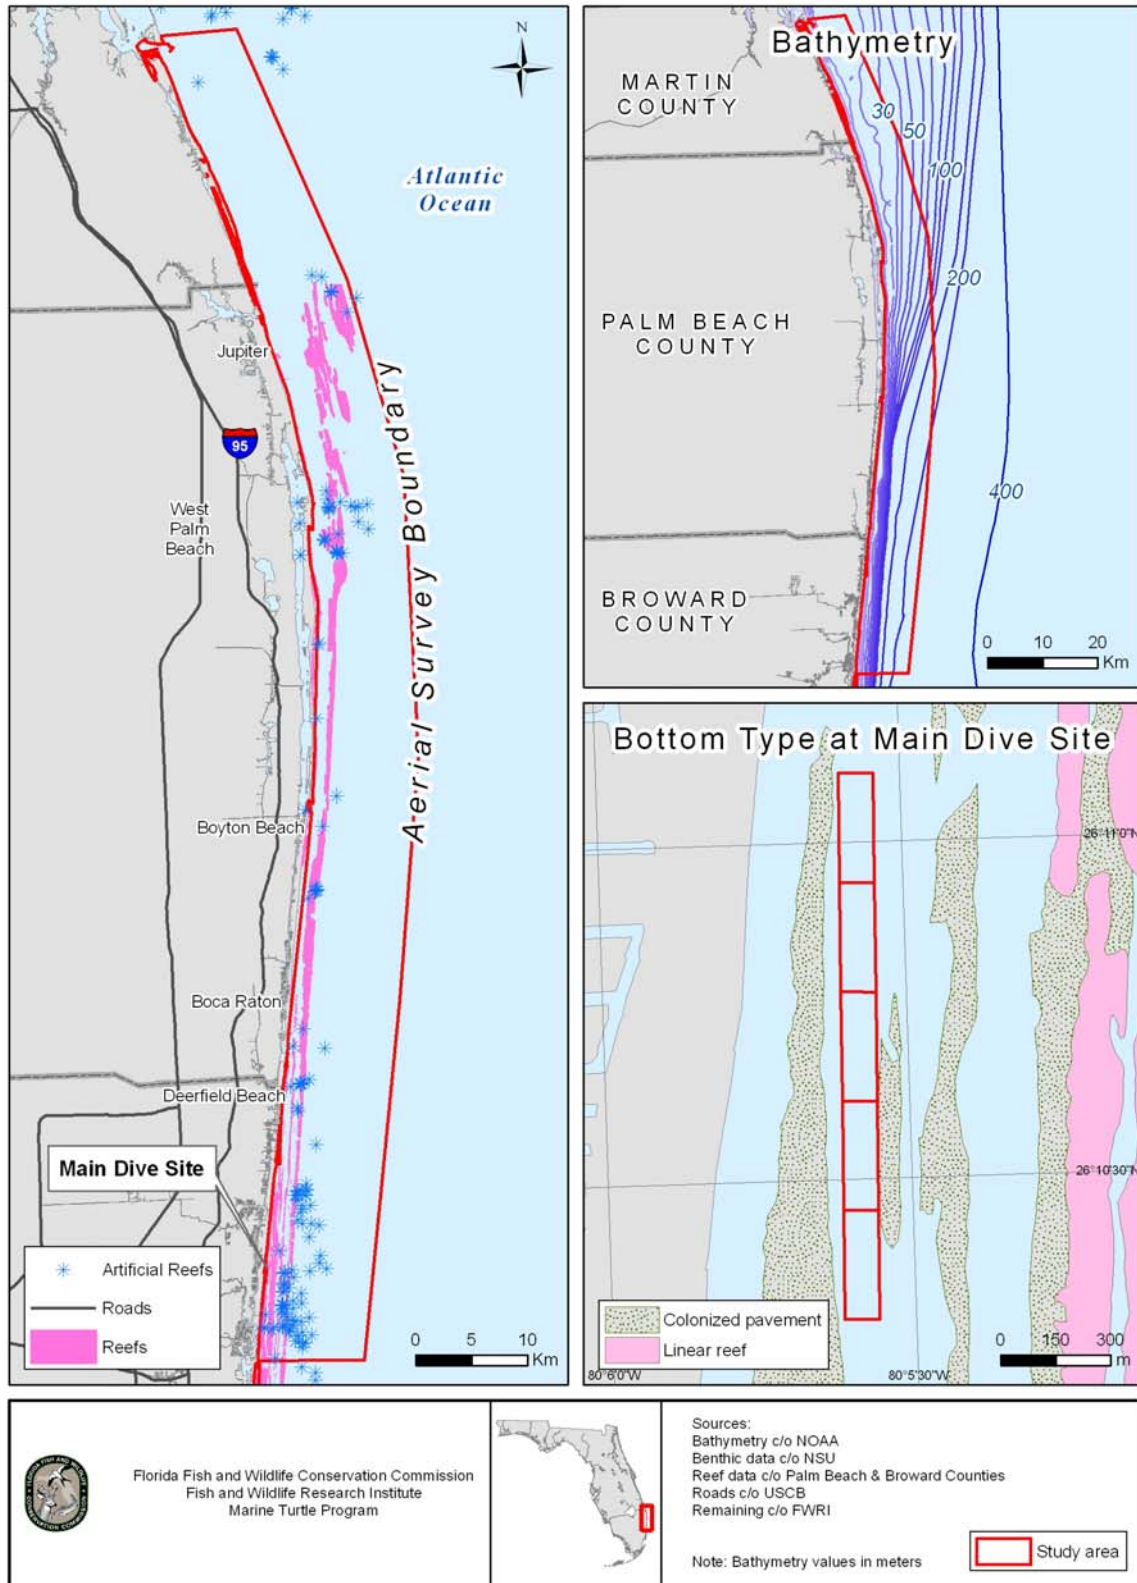 N
Atlantic
Ocean
Jupiter
95
West
Palm
Beach
Aerial Survey Boundary
Boyton Beach
Boca Raton
Deerfield Beach
Main Dive Site
Artificial Reefs
Roads
Reefs
0 5 10
Km
Bathymetry
MARTIN
COUNTY
30
50
100
200
PALM BEACH
COUNTY
400
BROWARD
COUNTY
0 10 20
Km
Bottom Type at Main Dive Site
26°11'0"N
26°10'30"N
Colonized pavement
Linear reef
0 150 300
m
80°6'0"W
80°5'30"W
Florida Fish and Wildlife Conservation Commission
Fish and Wildlife Research Institute
Marine Turtle Program
Sources:
Bathymetry c/o NOAA
Benthic data c/o NSU
Reef data c/o Palm Beach & Broward Counties
Roads c/o USCB
Remaining c/o FWRI
Note: Bathymetry values in meters
Study area